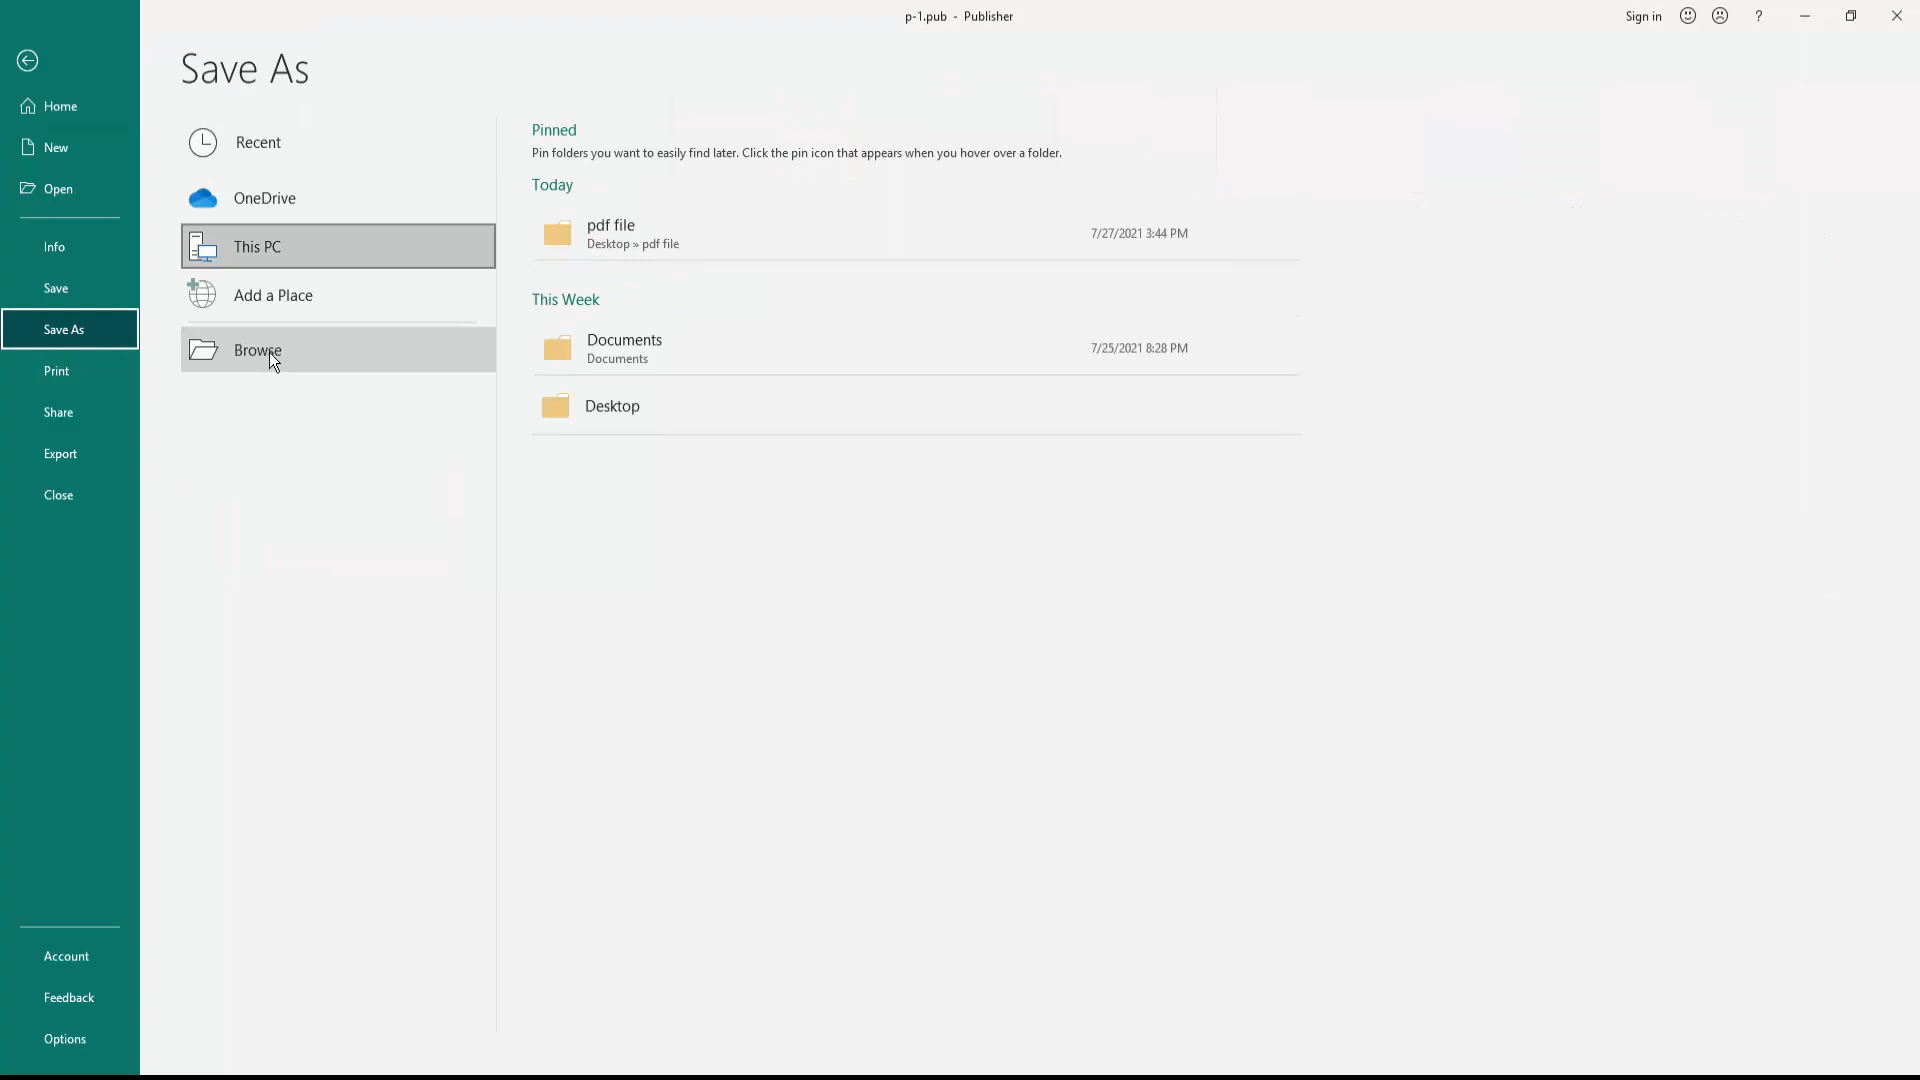 p-1.pub - Publisher
Sign in
?
Save As
Home
New
Open
Info
Save
Save As
Print
Share
Export
Close
Account
Feedback
Options
Recent
OneDrive
This PC
Add a Place
Browse
Pinned
Pin folders you want to easily find later. Click the pin icon that appears when you hover over a folder.
Today
pdf file 7/27/2021 3:44 PM
Desktop » pdf file
This Week
Documents 7/25/2021 8:28 PM
Documents
Desktop